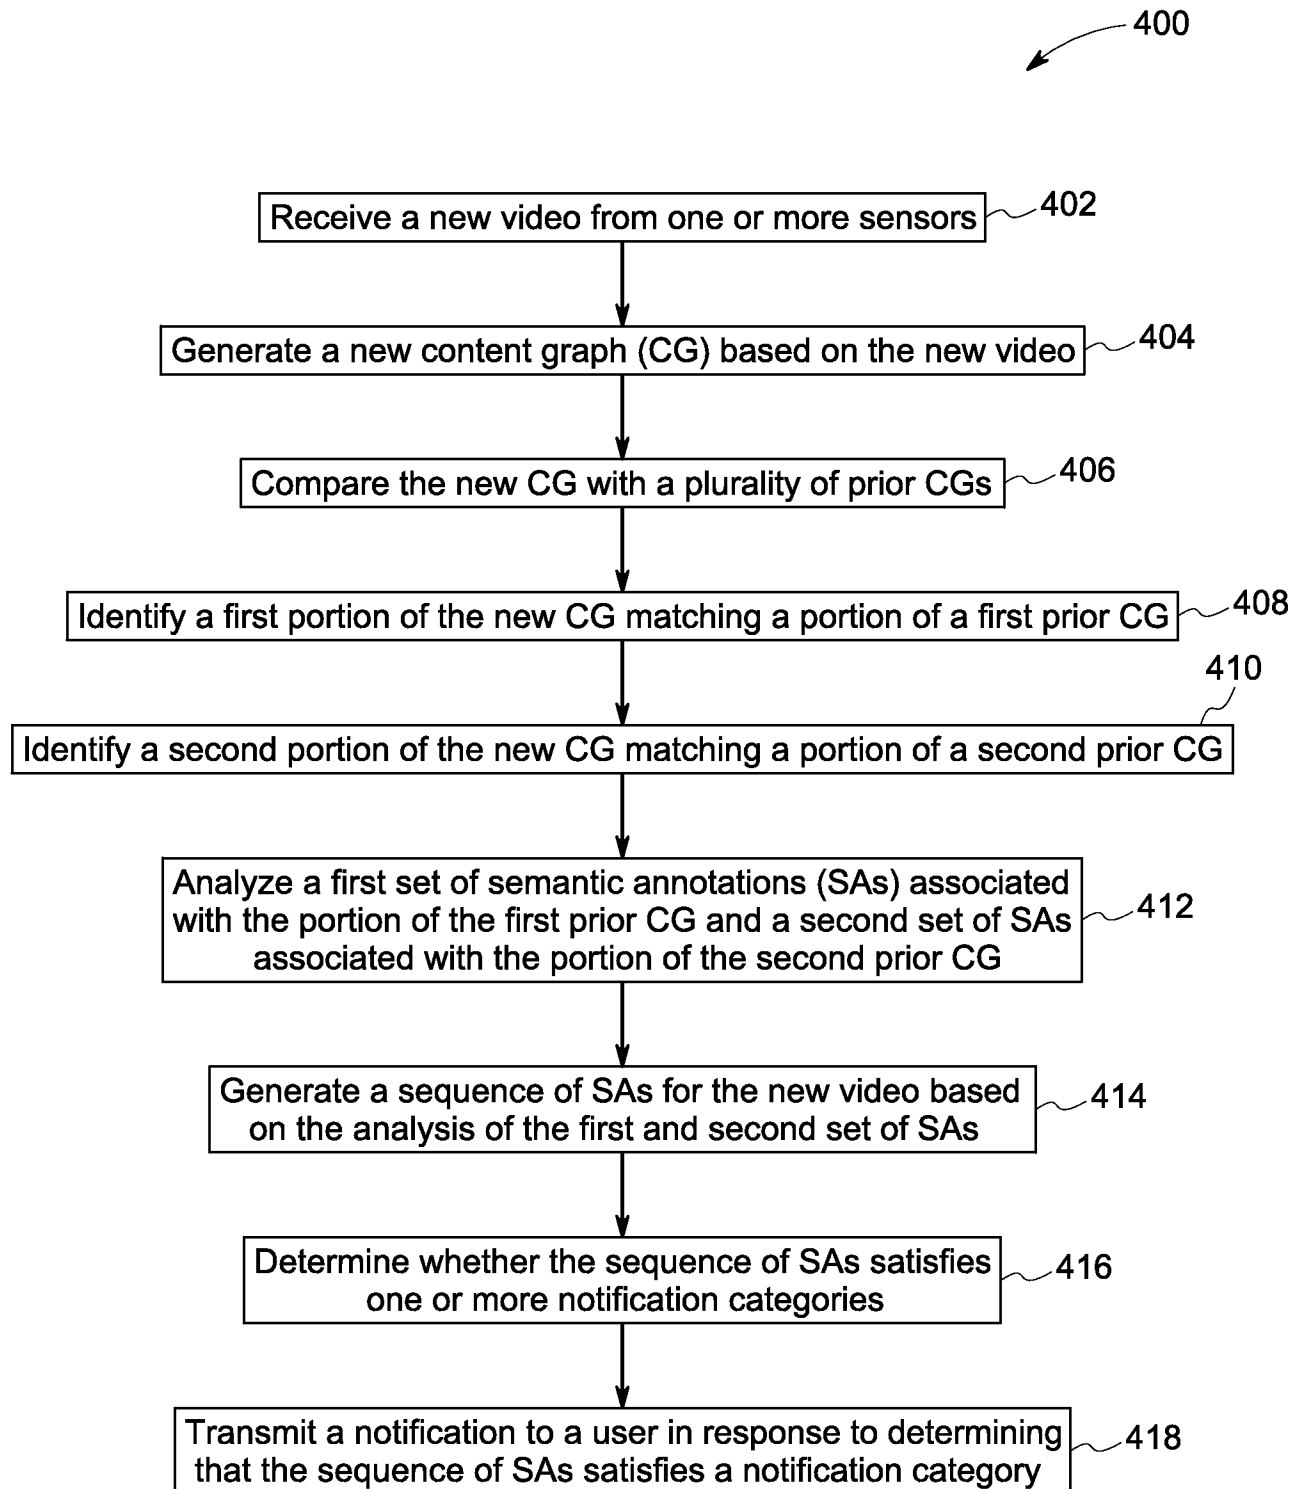 400
Receive a new video from one or more sensors
402
Generate a new content graph (CG) based on the new video
404
Compare the new CG with a plurality of prior CGs
406
Identify a first portion of the new CG matching a portion of a first prior CG
408
410
Identify a second portion of the new CG matching a portion of a second prior CG
Analyze a first set of semantic annotations (SAs) associated
with the portion of the first prior CG and a second set of SAs
associated with the portion of the second prior CG
412
Generate a sequence of SAs for the new video based
on the analysis of the first and second set of SAs
414
Determine whether the sequence of SAs satisfies
one or more notification categories
416
Transmit a notification to a user in response to determining
that the sequence of SAs satisfies a notification category
418